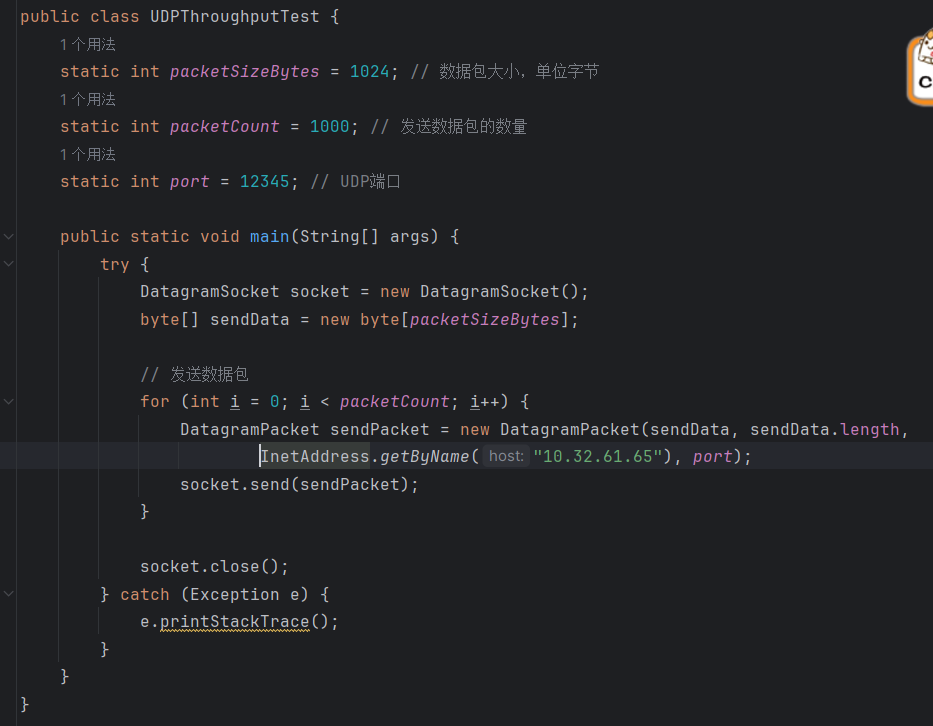 public class UDPThroughputTest {
1个用法
static int packetSizeBytes = 1024; // 数据包大小，单位字节
1个用法
static int packetCount = 1000; // 发送数据包的数量
1个用法
static int port = 12345; // UDP端口
public static void main(String[] args) {
try {
DatagramSocket socket = new DatagramSocket();
byte[] sendData = new byte[packetSizeBytes];
// 发送数据包
for (int i = 0; i < packetCount; i++) {
DatagramPacket sendPacket = new DatagramPacket(sendData, sendData.length,
InetAddress.getByName( host: "10.32.61.65"), port);
socket.send(sendPacket);
}
socket.close();
} catch (Exception e) {
e.printStackTrace();
}
}
}